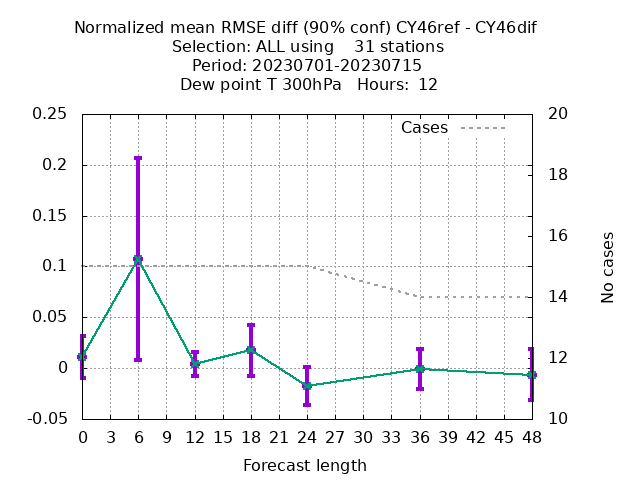 Normalized mean RMSE diff (90% conf) CY46ref - CY46dif
Selection: ALL using    31 stations
Period: 20230701-20230715
Dew point T 300hPa   Hours:  12
Cases
0.25
0.2
0.15
0.1
0.05
0
-0.05
20
18
16
14
12
10
No cases
0 3 6 9 12 15 18 21 24 27 30 33 36 39 42 45 48
Forecast length